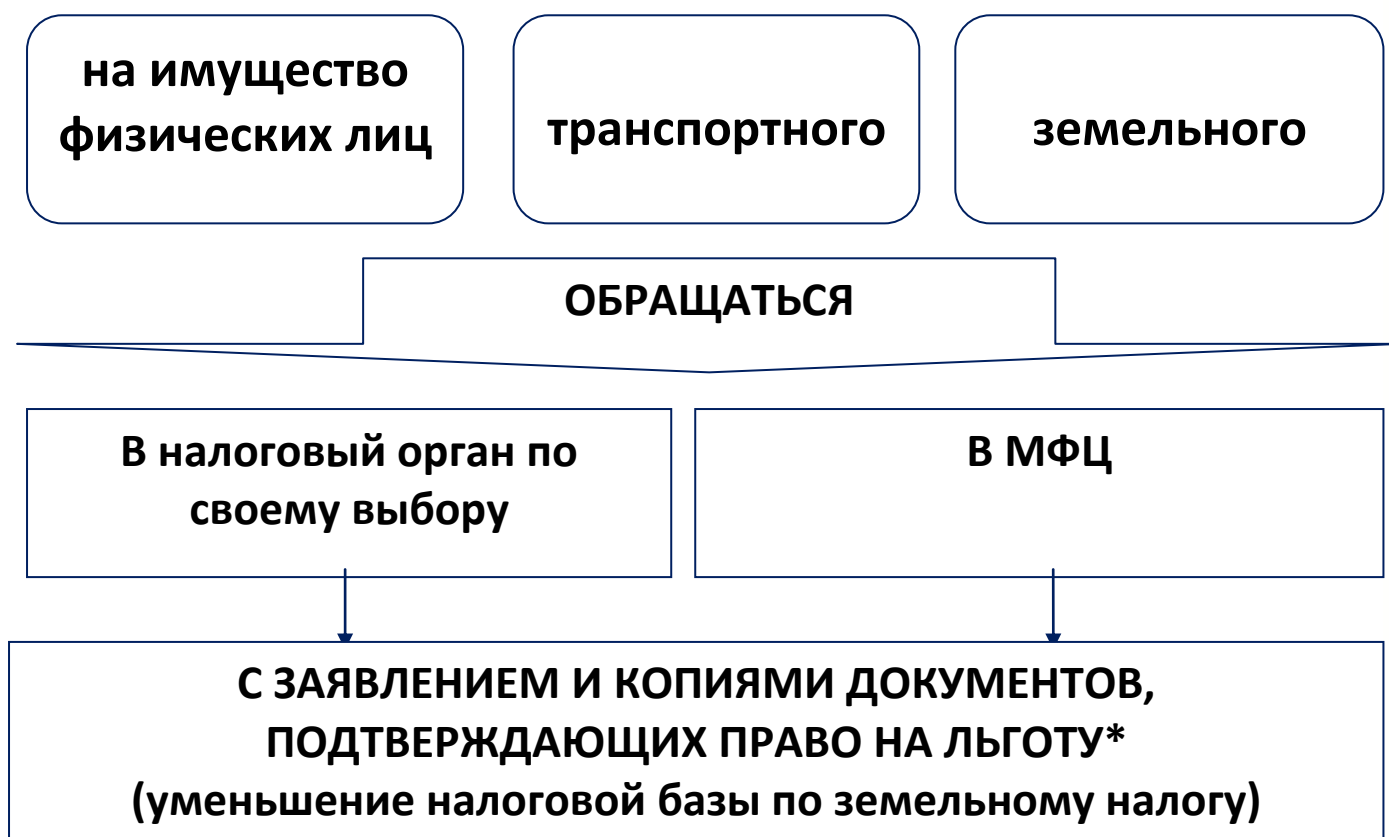 на имущество
физических лиц
транспортного
земельного
ОБРАЩАТЬСЯ
В налоговый орган по
своему выбору
В МФЦ
С ЗАЯВЛЕНИЕМ И КОПИЯМИ ДОКУМЕНТОВ,
ПОДТВЕРЖДАЮЩИХ ПРАВО НА ЛЬГОТУ*
(уменьшение налоговой базы по земельному налогу)